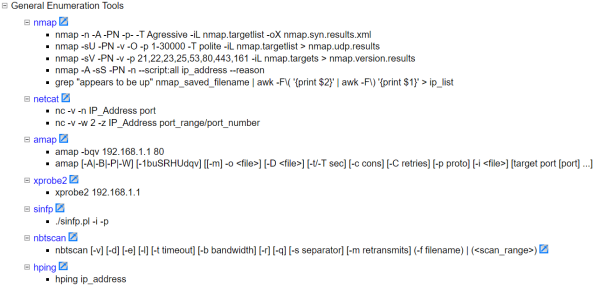 General Enumeration Tools
nmap
nmap -n -A -PN -p- -T Agressive -iL nmap.targetlist -oX nmap.syn.results.xml
nmap -sU -PN -v -O -p 1-30000 -T polite -iL nmap.targetlist > nmap.udp.results
nmap -sV -PN -v -p 21,22,23,25,53,80,443,161 -iL nmap.targets > nmap.version.results
nmap -A -sS -PN -n --script:all ip_address --reason
grep "appears to be up" nmap_saved_filename | awk -F\( '{print $2}' | awk -F\) '{print $1}' > ip_list
netcat
nc -v -n IP_Address port
nc -v -w 2 -z IP_Address port_range/port_number
amap
amap -bqv 192.168.1.1 80
amap [-A|-B|-P|-W] [-1buSRHUdqv] [[-m] -o <file>] [-D <file>] [-t/-T sec] [-c cons] [-C retries] [-p proto] [-i <file>] [target port [port] ...]
xprobe2
xprobe2 192.168.1.1
sinfp
./sinfp.pl -i -p
nbtscan
nbtscan [-v] [-d] [-e] [-l] [-t timeout] [-b bandwidth] [-r] [-q] [-s separator] [-m retransmits] (-f filename) | (<scan_range>)
hping
hping ip_address